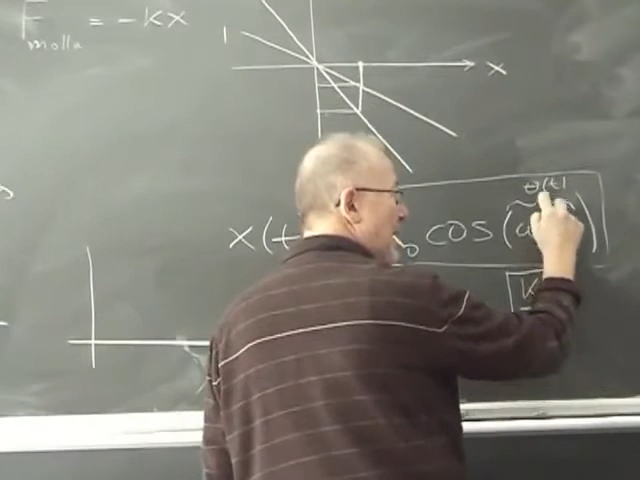 F molla = -kx
x
x(t
o cos(
θ(t)
K